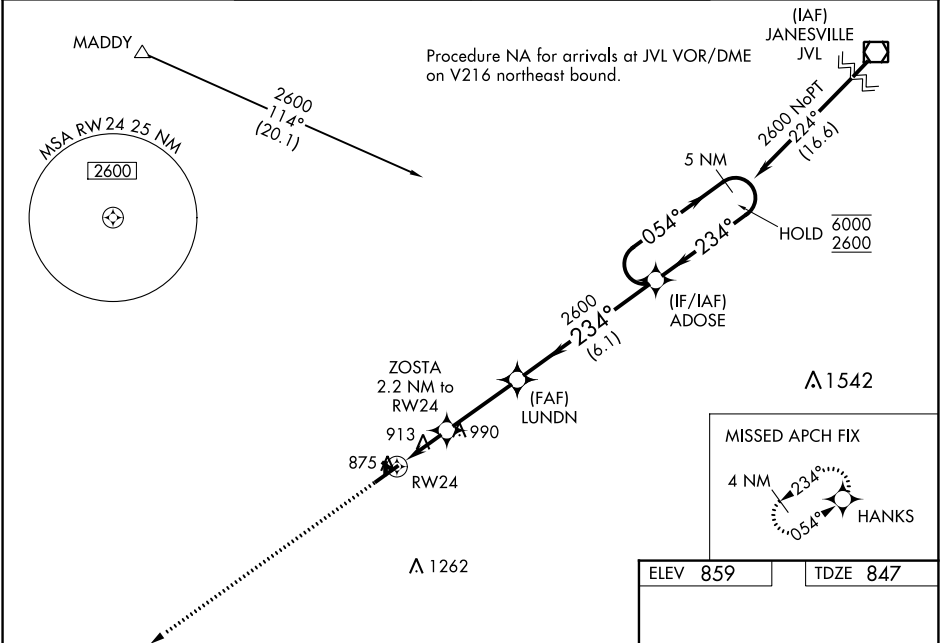 (IAF)
JANESVILLE
JVL
MADDY
Procedure NA for arrivals at JVL VOR/DME
on V216 northeast bound.
2600
114°
(20.1)
2600 NoPT
224°
(16.6)
MSA RW 24 25 NM
2600
5 NM
054°
234°
HOLD
6000
2600
(IF/IAF)
ADOSE
2600
234°
(6.1)
ZOSTA
2.2 NM to
RW24
(FAF)
LUNDN
1542
913
990
875
RW24
MISSED APCH FIX
4 NM
234°
054°
HANKS
1262
ELEV 859
TDZE 847